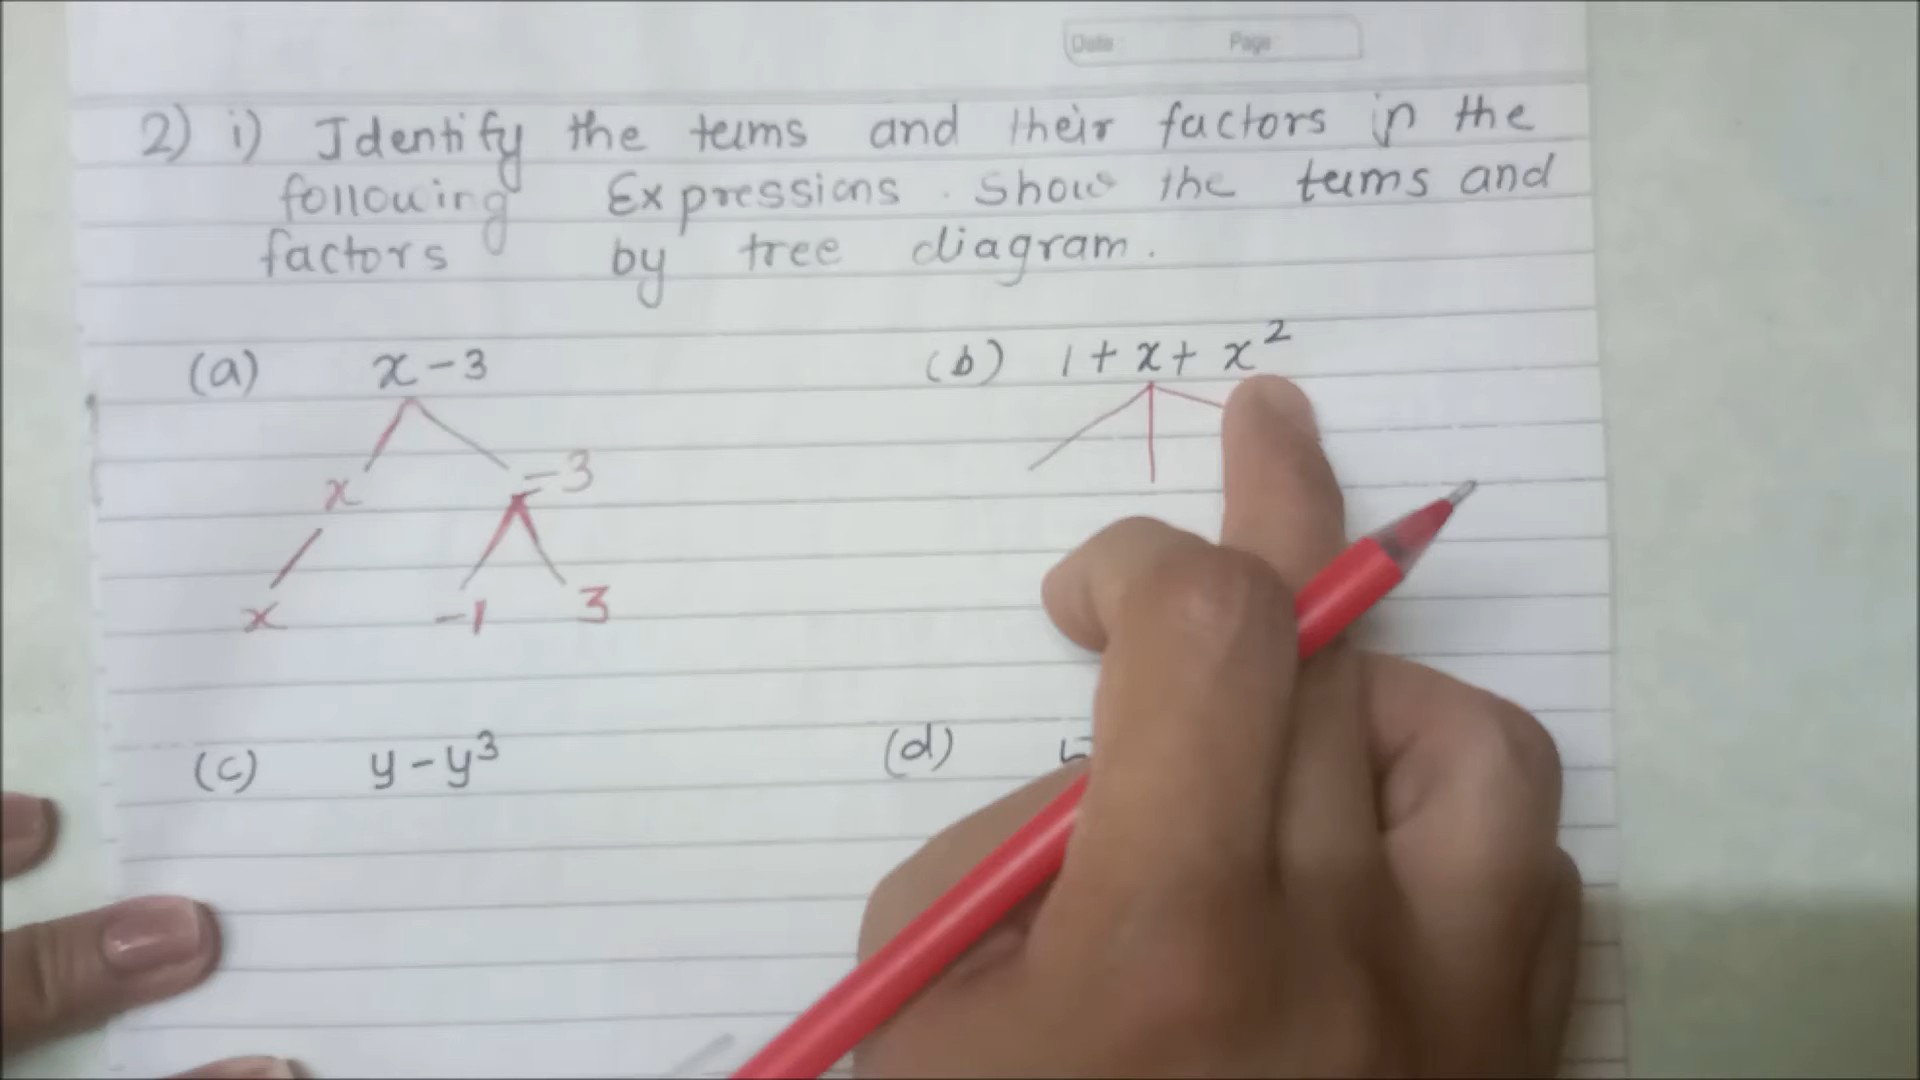 Date : Page
2) i) Identify the terms and their factors in the
following Expressions. Show the terms and
factors by tree diagram.
(a) x - 3 (b) 1 + x + x²
x -3
x -1 3
(c) y - y³ (d)